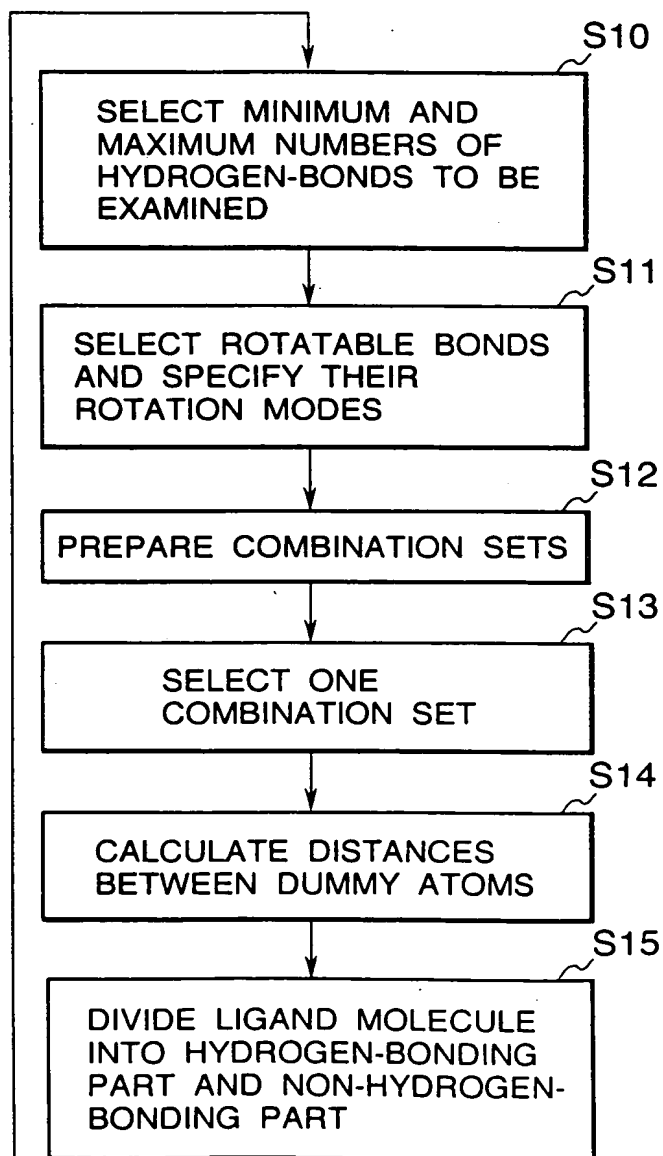 S10
SELECT MINIMUM AND
MAXIMUM NUMBERS OF
HYDROGEN-BONDS TO BE
EXAMINED
S11
SELECT ROTATABLE BONDS
AND SPECIFY THEIR
ROTATION MODES
S12
PREPARE COMBINATION SETS
S13
SELECT ONE
COMBINATION SET
S14
CALCULATE DISTANCES
BETWEEN DUMMY ATOMS
S15
DIVIDE LIGAND MOLECULE
INTO HYDROGEN-BONDING
PART AND NON-HYDROGEN-
BONDING PART